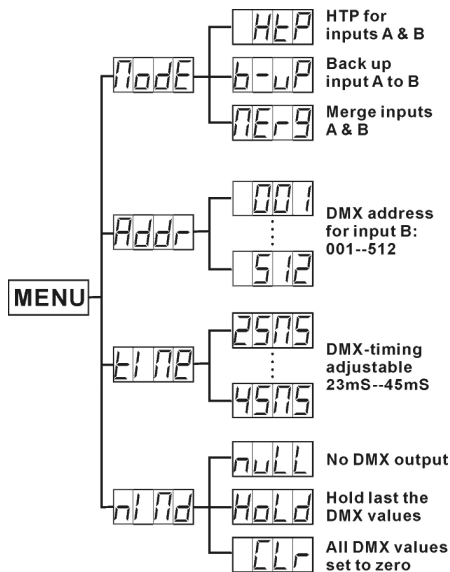 HtP
HTP for
inputs A & B
ModE
b-uP
Back up
input A to B
MErg
Merge inputs
A & B
001
Addr
DMX address
for input B:
001--512
512
MENU
25MS
tIMe
DMX-timing
adjustable
23mS--45mS
45MS
nuLL
No DMX output
nIMd
HoLd
Hold last the
DMX values
CLr
All DMX values
set to zero